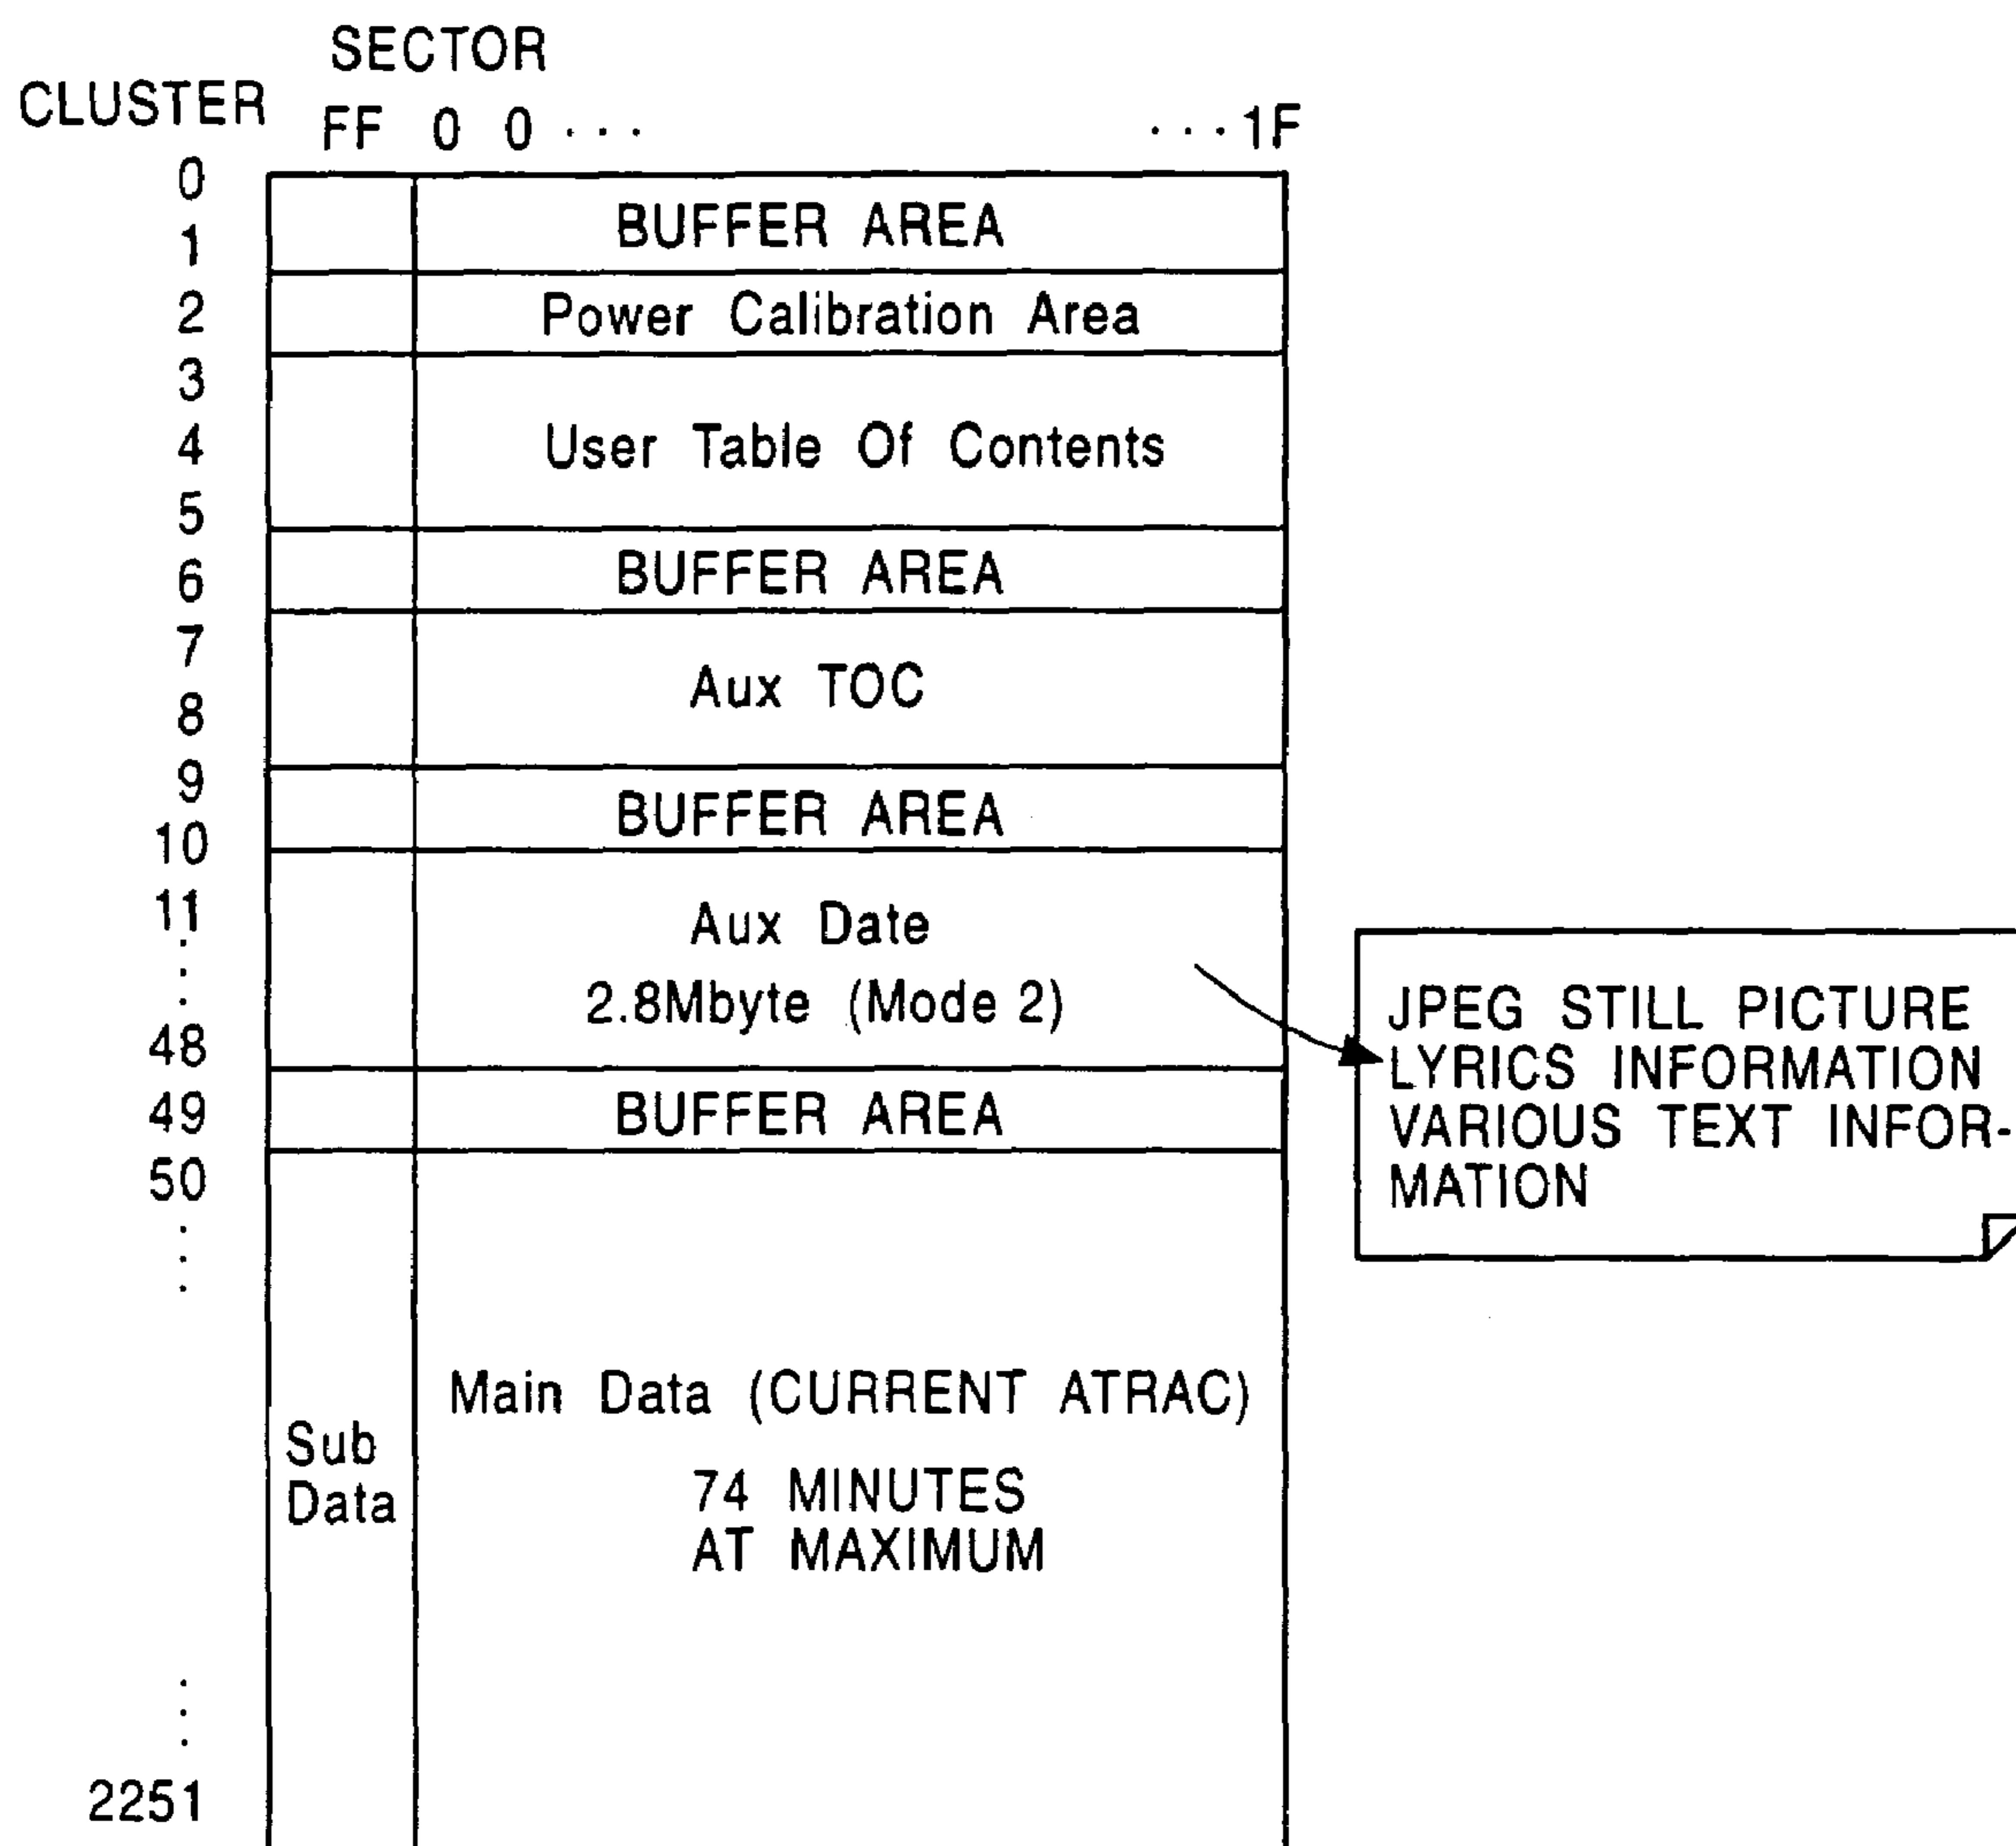 SECTOR
CLUSTER
FF 0 0 ... ...1F
0
1
BUFFER AREA
2
Power Calibration Area
3
4
User Table Of Contents
5
6
BUFFER AREA
7
8
Aux TOC
9
10
BUFFER AREA
11
Aux Date
2.8Mbyte (Mode 2)
48
JPEG STILL PICTURE
LYRICS INFORMATION
VARIOUS TEXT INFOR-
MATION
49
BUFFER AREA
50
Main Data (CURRENT ATRAC)
74 MINUTES
AT MAXIMUM
Sub
Data
2251